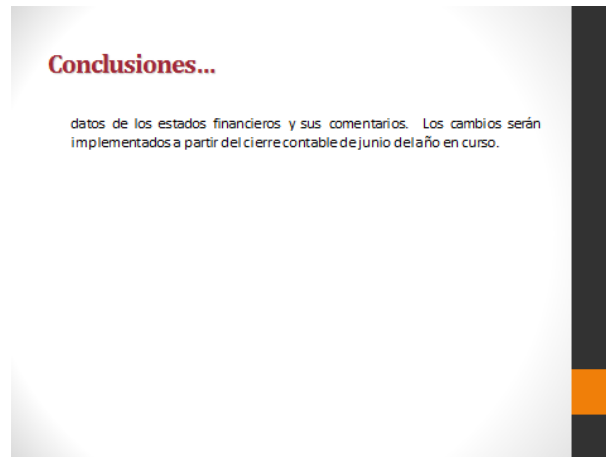 Conclusiones...
datos de los estados financieros y sus comentarios. Los cambios serán
implementados a partir del cierre contable de junio del año en curso.